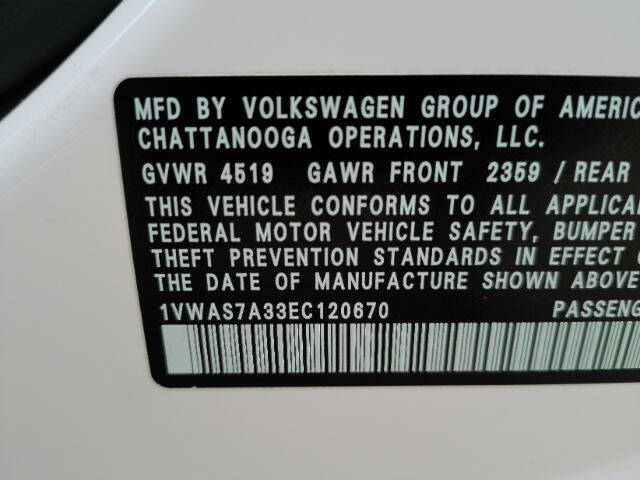 MFD BY VOLKSWAGEN GROUP OF AMERIC
CHATTANOOGA OPERATIONS, LLC.
GVWR 4519 GAWR FRONT 2359 / REAR
THIS VEHICLE CONFORMS TO ALL APPLICA
FEDERAL MOTOR VEHICLE SAFETY, BUMPER
THEFT PREVENTION STANDARDS IN EFFECT
THE DATE OF MANUFACTURE SHOWN ABOVE
1VWAS7A33EC120670 PASSENG